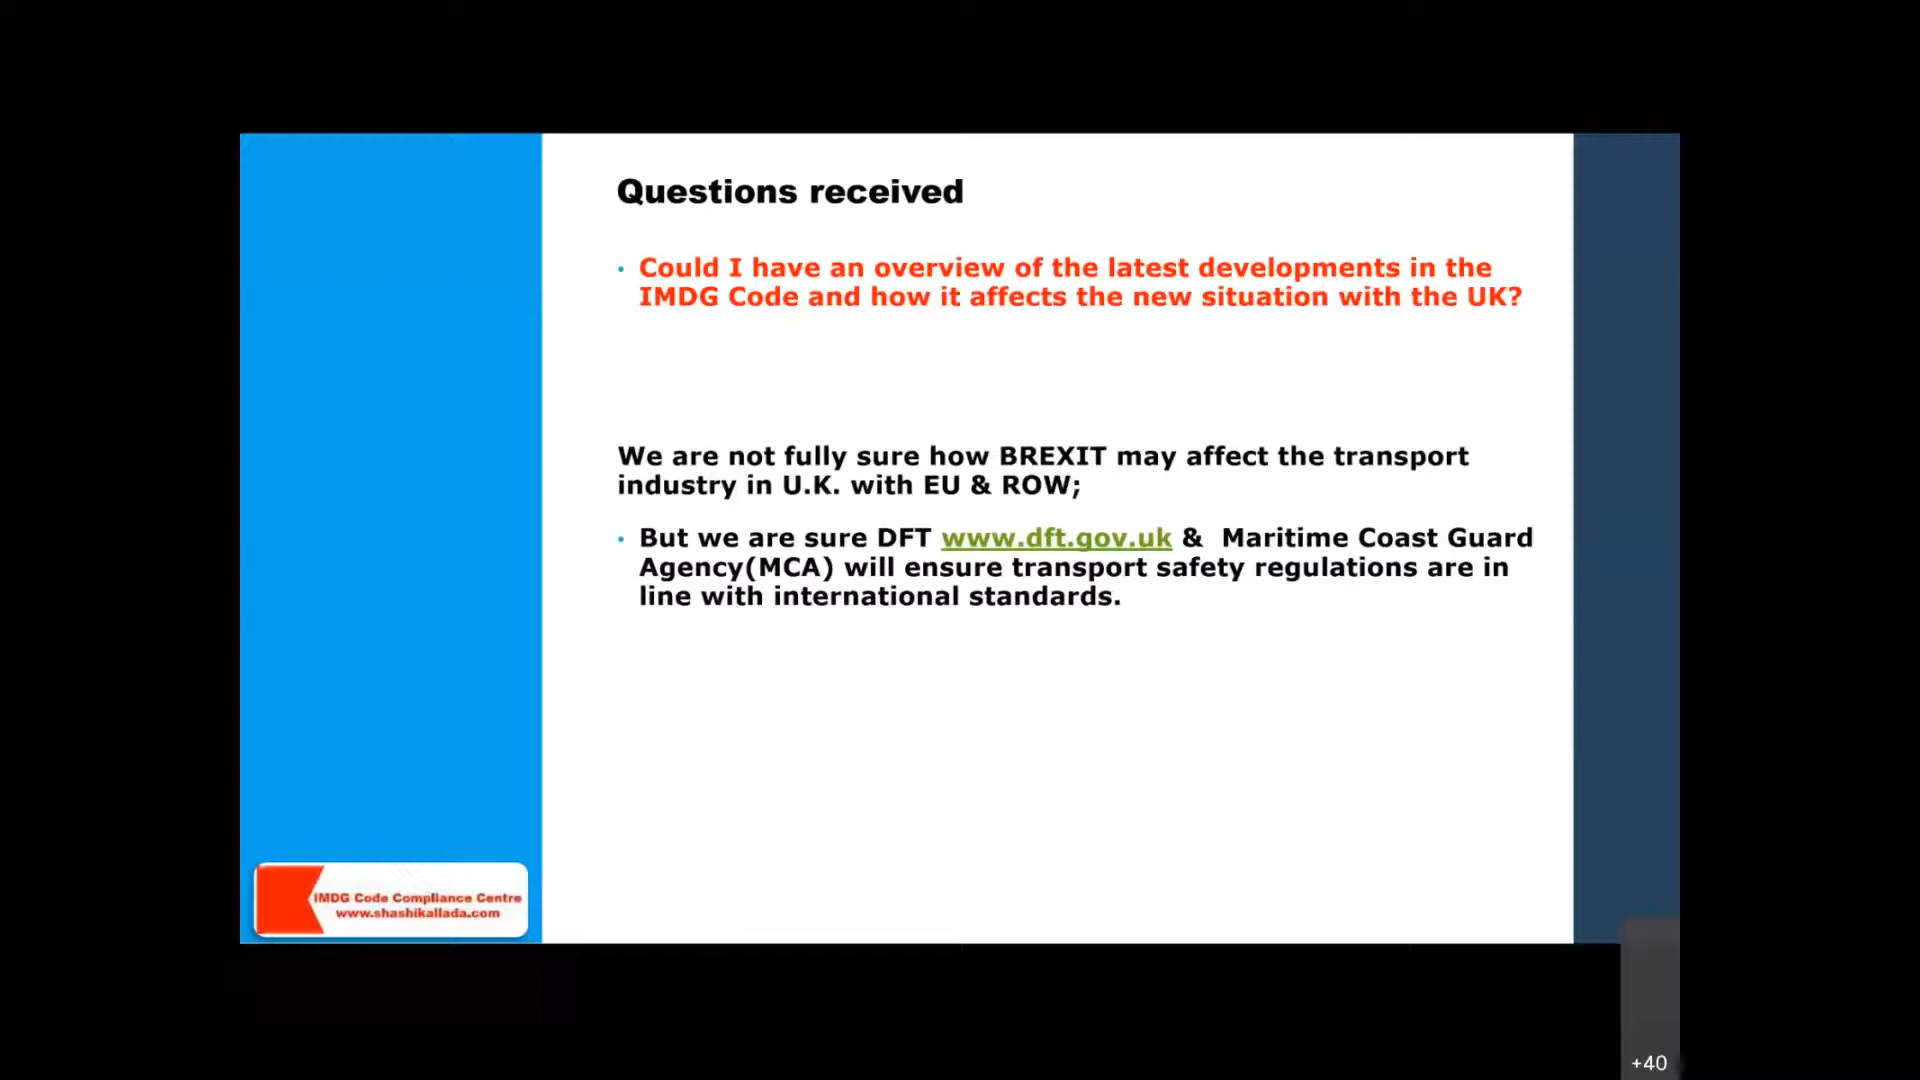 Questions received
• Could I have an overview of the latest developments in the
IMDG Code and how it affects the new situation with the UK?
We are not fully sure how BREXIT may affect the transport
industry in U.K. with EU & ROW;
• But we are sure DFT www.dft.gov.uk & Maritime Coast Guard
Agency(MCA) will ensure transport safety regulations are in
line with international standards.
IMDG Code Compliance Centre
www.shashikallada.com
+40